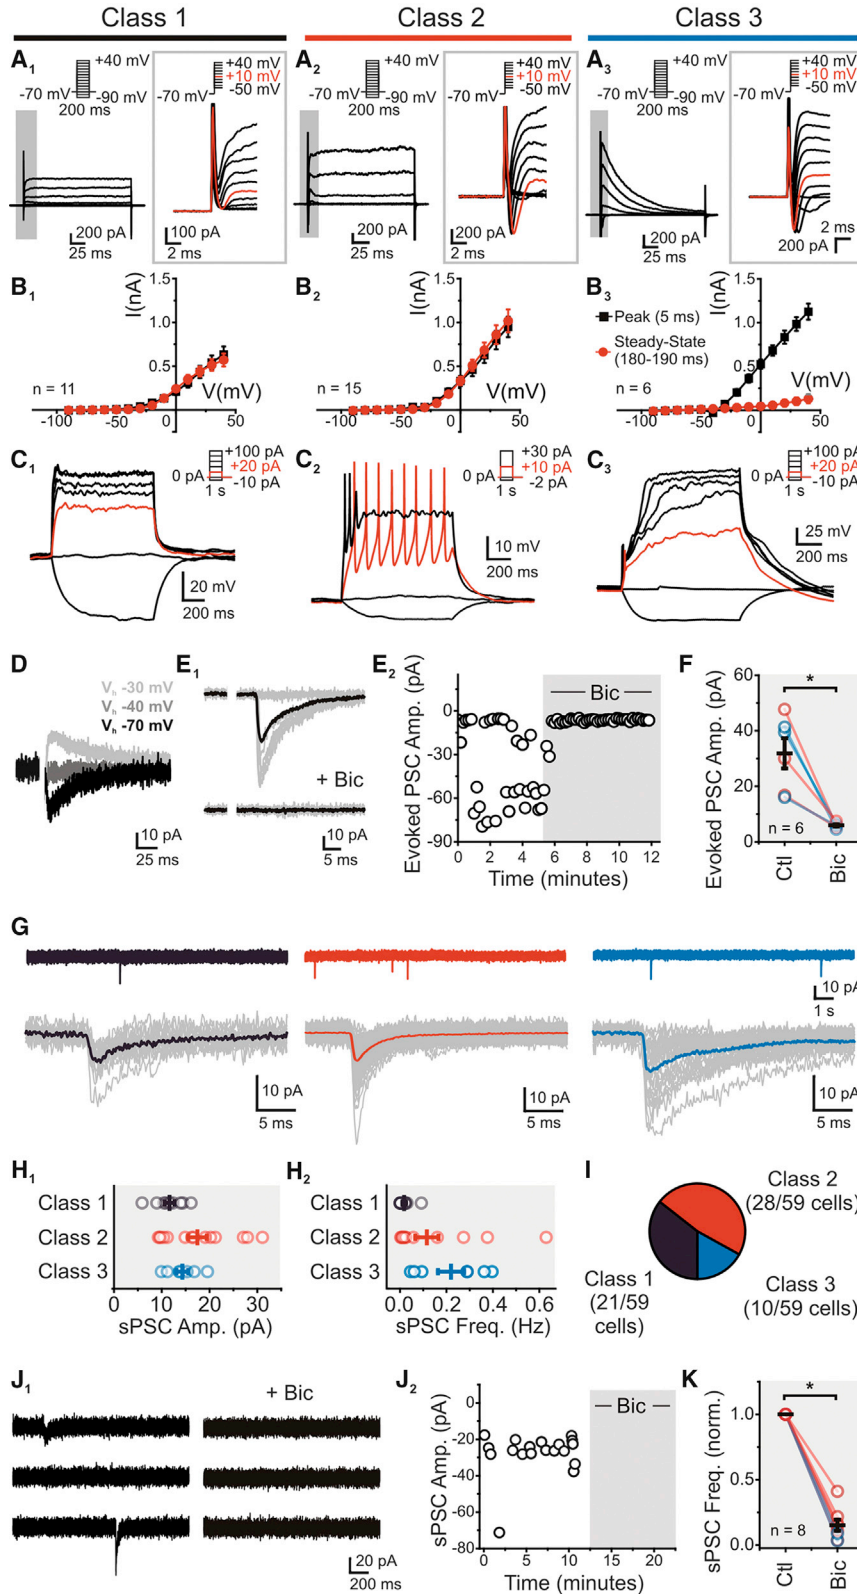 Class 1
Class 2
Class 3
A1
+40 mV
-70 mV
-90 mV
200 ms
+40 mV
+10 mV
-50 mV
-70 mV
200 pA
25 ms
100 pA
2 ms
A2
+40 mV
-70 mV
-90 mV
200 ms
+40 mV
+10 mV
-50 mV
-70 mV
200 pA
25 ms
200 pA
2 ms
A3
+40 mV
-70 mV
-90 mV
200 ms
+40 mV
+10 mV
-50 mV
-70 mV
200 pA
25 ms
2 ms
200 pA
B1
I(nA)
1.5
1.0
0.5
V(mV)
n = 11
-100
-50
0
50
B2
I(nA)
1.5
1.0
0.5
V(mV)
n = 15
-100
-50
0
50
B3
I(nA)
1.5
1.0
0.5
Peak (5 ms)
Steady-State
(180-190 ms)
V(mV)
n = 6
-100
-50
0
50
C1
+100 pA
+20 pA
0 pA
-10 pA
1 s
20 mV
200 ms
C2
+30 pA
+10 pA
0 pA
-2 pA
1 s
10 mV
200 ms
C3
+100 pA
+20 pA
0 pA
-10 pA
1 s
25 mV
200 ms
D
Vh -30 mV
Vh -40 mV
Vh -70 mV
10 pA
25 ms
E1
+ Bic
10 pA
5 ms
E2
Evoked PSC Amp. (pA)
0
-30
-60
-90
Bic
0
2
4
6
8
10
12
Time (minutes)
F
Evoked PSC Amp. (pA)
60
40
20
0
*
n = 6
Ctl
Bic
G
10 pA
1 s
10 pA
5 ms
10 pA
5 ms
10 pA
5 ms
H1
Class 1
Class 2
Class 3
0
10
20
30
sPSC Amp. (pA)
H2
Class 1
Class 2
Class 3
0.0
0.2
0.4
0.6
sPSC Freq. (Hz)
I
Class 2
(28/59 cells)
Class 1
(21/59
cells)
Class 3
(10/59 cells)
J1
+ Bic
20 pA
200 ms
J2
sPSC Amp. (pA)
0
-20
-40
-60
-80
Bic
0
5
10
15
20
Time (minutes)
K
sPSC Freq. (norm.)
1.0
0.5
0.0
*
n = 8
Ctl
Bic